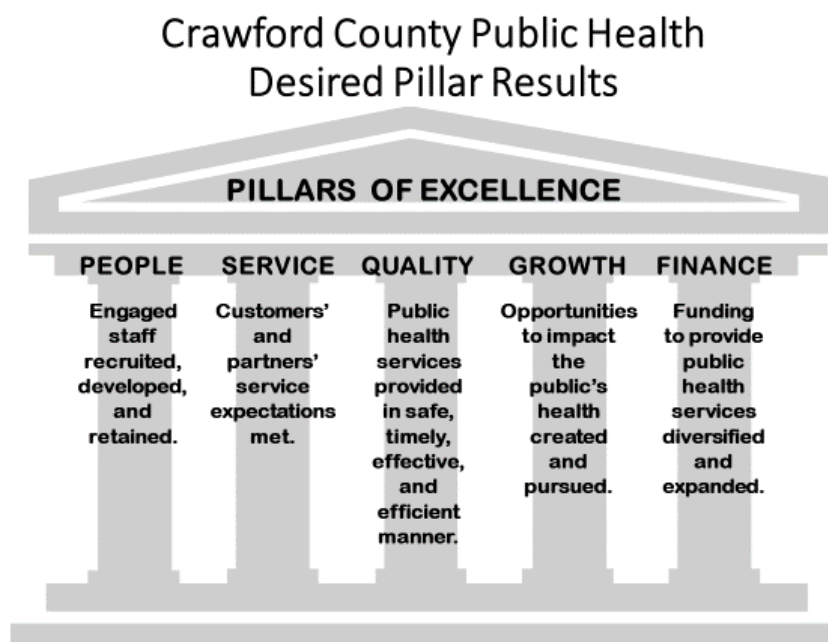 Crawford County Public Health
Desired Pillar Results
PILLARS OF EXCELLENCE
PEOPLE
Engaged
staff
recruited,
developed,
and
retained.
SERVICE
Customers’
and
partners’
service
expectations
met.
QUALITY
Public
health
services
provided
in safe,
timely,
effective,
and
efficient
manner.
GROWTH
Opportunities
to impact
the
public’s
health
created
and
pursued.
FINANCE
Funding
to provide
public
health
services
diversified
and
expanded.